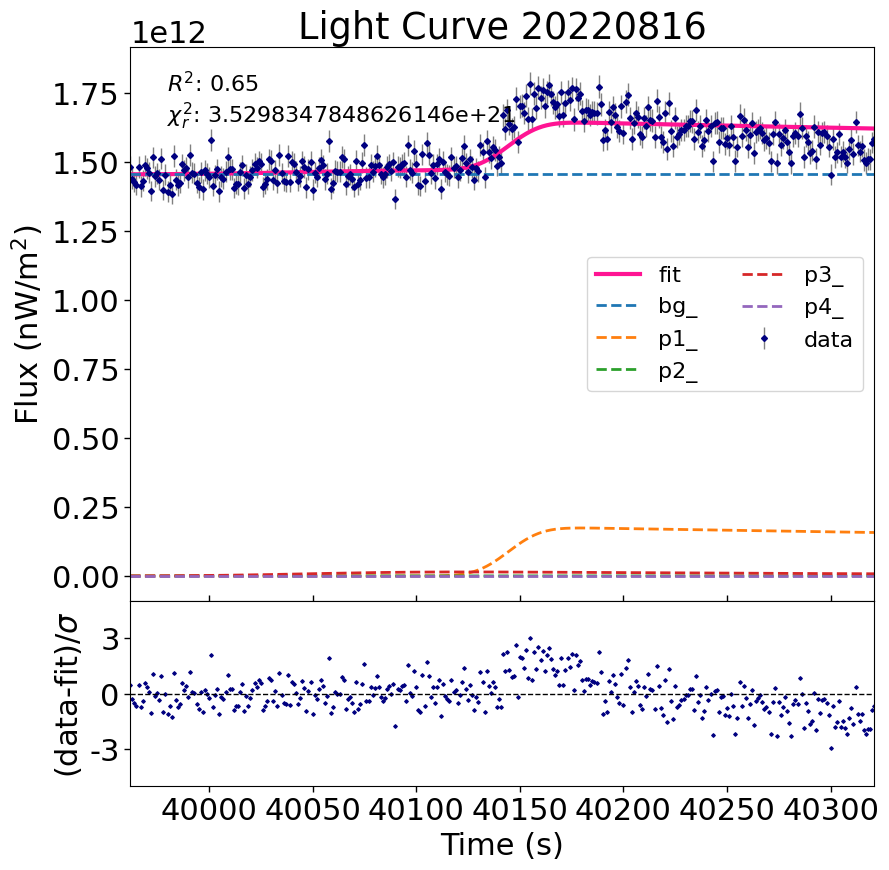 Light Curve 20220816
1e12
R²: 0.65
χ²ᵣ: 3.5298347848626146e+21
1.75
1.50
1.25
1.00
0.75
0.50
0.25
0.00
Flux (nW/m²)
fit
bg_
p1_
p2_
p3_
p4_
data
3
0
-3
(data-fit)/σ
40000 40050 40100 40150 40200 40250 40300
Time (s)